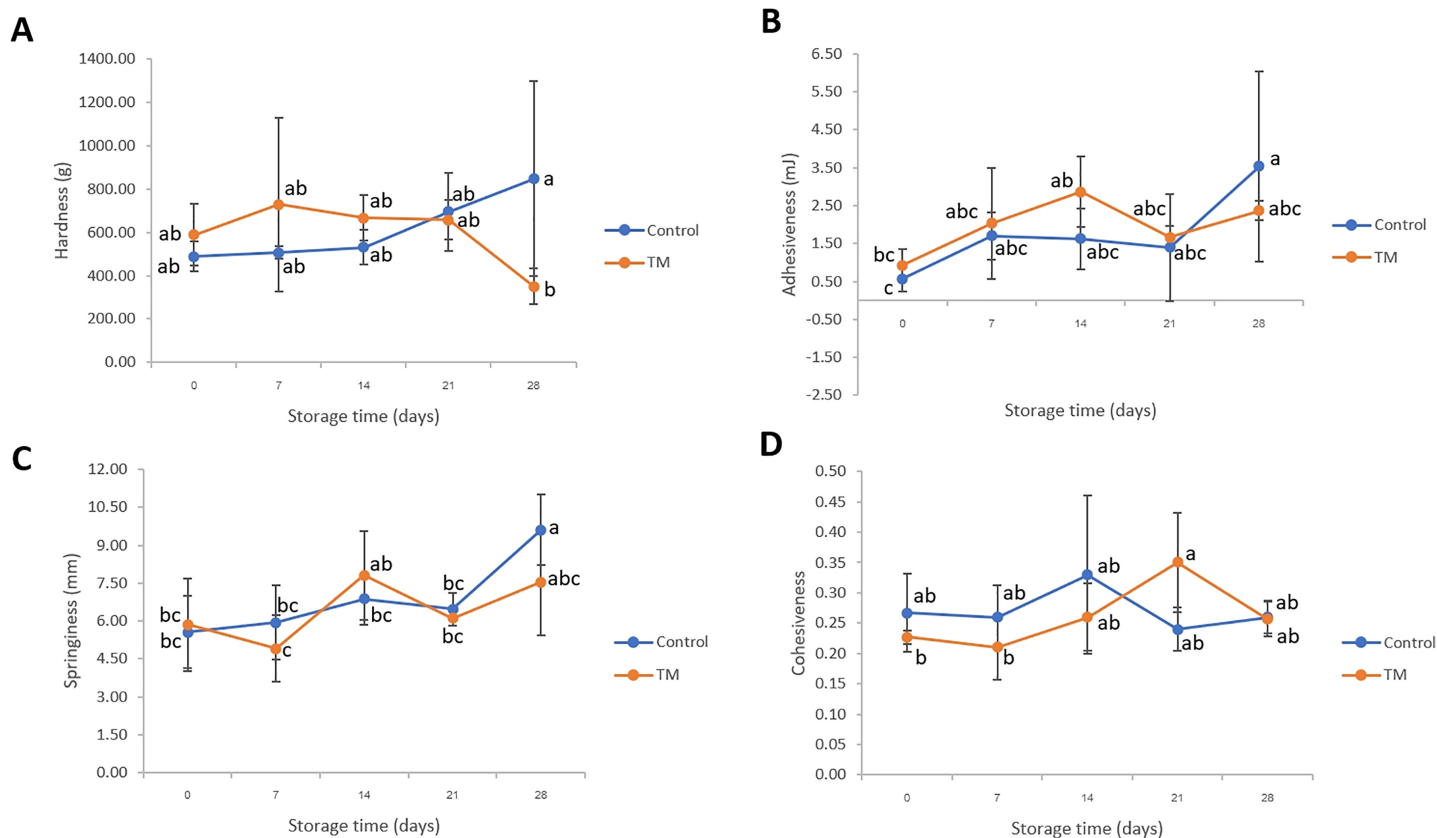 A
1400.00
1200.00
1000.00
800.00
600.00
400.00
200.00
0.00
Hardness (g)
ab
ab
ab
ab
ab
ab
ab
ab
a
b
0
7
14
21
28
Storage time (days)
Control
TM
B
6.50
5.50
4.50
3.50
2.50
1.50
0.50
-0.50
-1.50
-2.50
Adhesiveness (mJ)
bc
c
abc
abc
ab
abc
abc
abc
a
abc
0
7
14
21
28
Storage time (days)
Control
TM
C
12.00
10.50
9.00
7.50
6.00
4.50
3.00
1.50
0.00
Springiness (mm)
bc
bc
bc
c
ab
bc
bc
bc
a
abc
0
7
14
21
28
Storage time (days)
Control
TM
D
0.50
0.45
0.40
0.35
0.30
0.25
0.20
0.15
0.10
0.05
0.00
Cohesiveness
ab
b
ab
b
ab
ab
a
ab
ab
ab
0
7
14
21
28
Storage time (days)
Control
TM